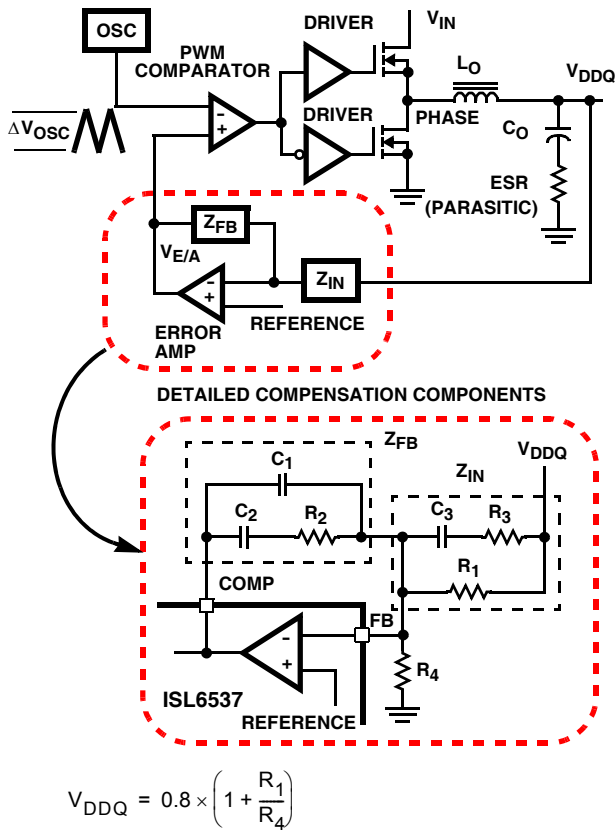 OSC
PWM
COMPARATOR
DRIVER
V_IN
L_O
V_DDQ
ΔV_OSC
-
+
DRIVER
PHASE
C_O
ESR
(PARASITIC)
Z_FB
V_E/A
-
+
Z_IN
REFERENCE
ERROR
AMP
DETAILED COMPENSATION COMPONENTS
Z_FB
V_DDQ
C_1
Z_IN
C_2
R_2
C_3
R_3
R_1
COMP
FB
-
+
R_4
ISL6537
REFERENCE
V_DDQ = 0.8 × (1 + R_1/R_4)